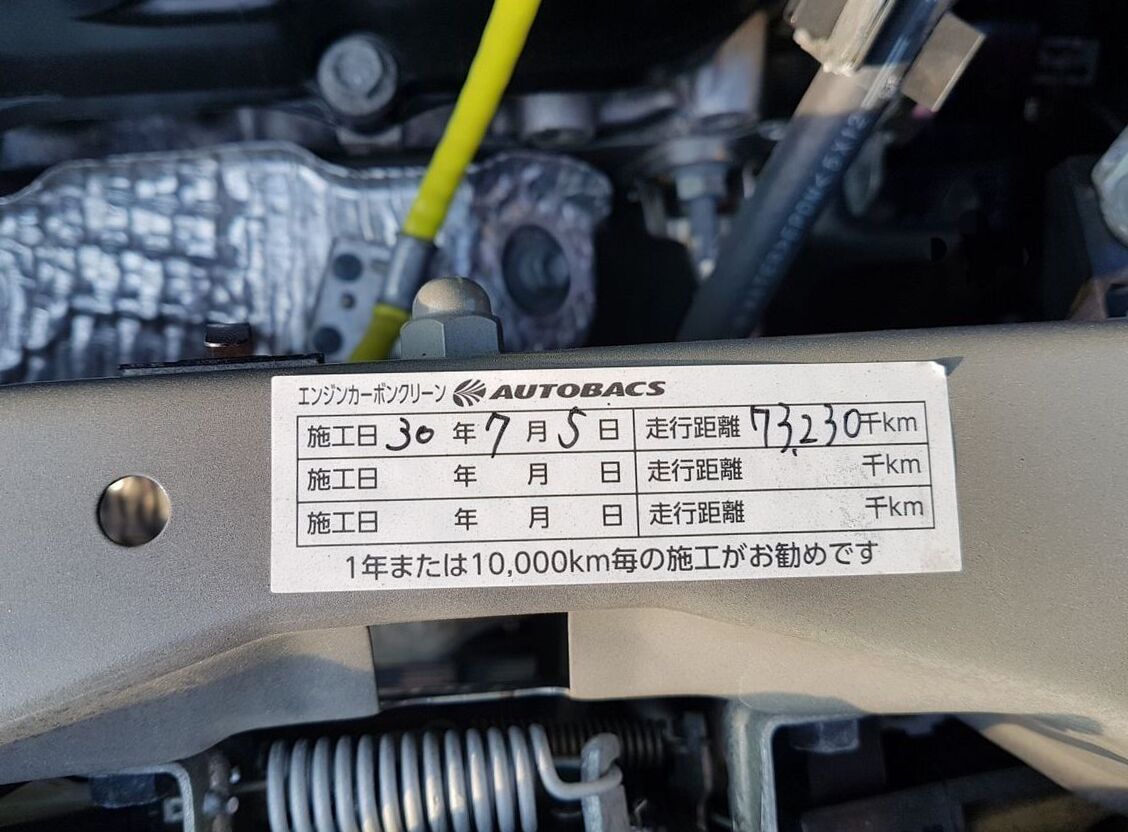 エンジンカーボンクリーン AUTOBACS
施工日 30 年 7 月 5 日 走行距離 73,230千km
施工日 年 月 日 走行距離 千km
施工日 年 月 日 走行距離 千km
1年または10,000km毎の施工がお勧めです